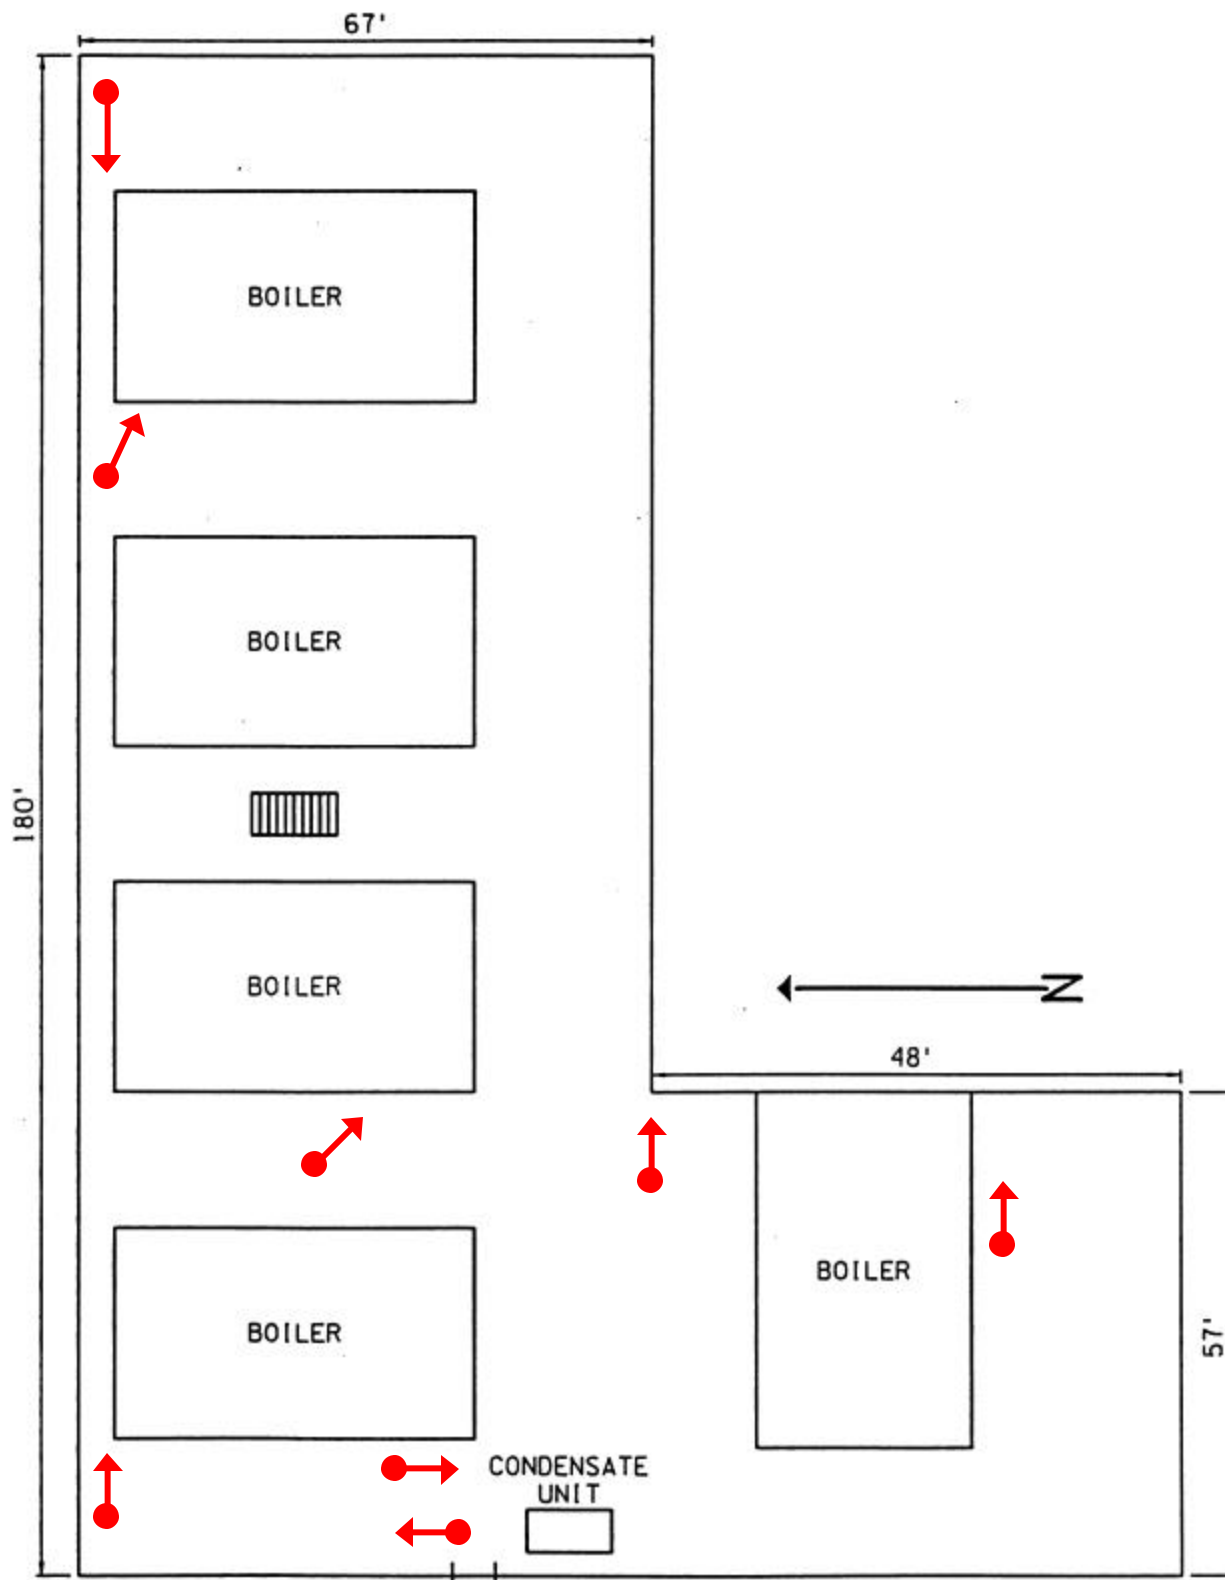 67'
BOILER
BOILER
180'
BOILER
N
48'
BOILER
57'
BOILER
CONDENSATE
UNIT